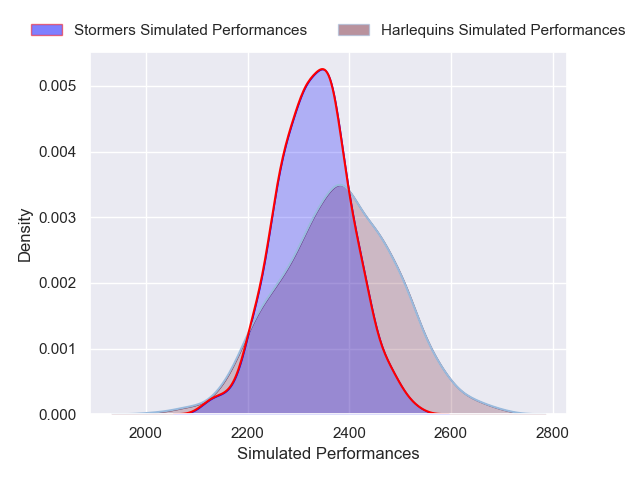 Stormers Simulated Performances
Harlequins Simulated Performances
0.005
0.004
0.003
0.002
0.001
0.000
Density
2000
2200
2400
2600
2800
Simulated Performances